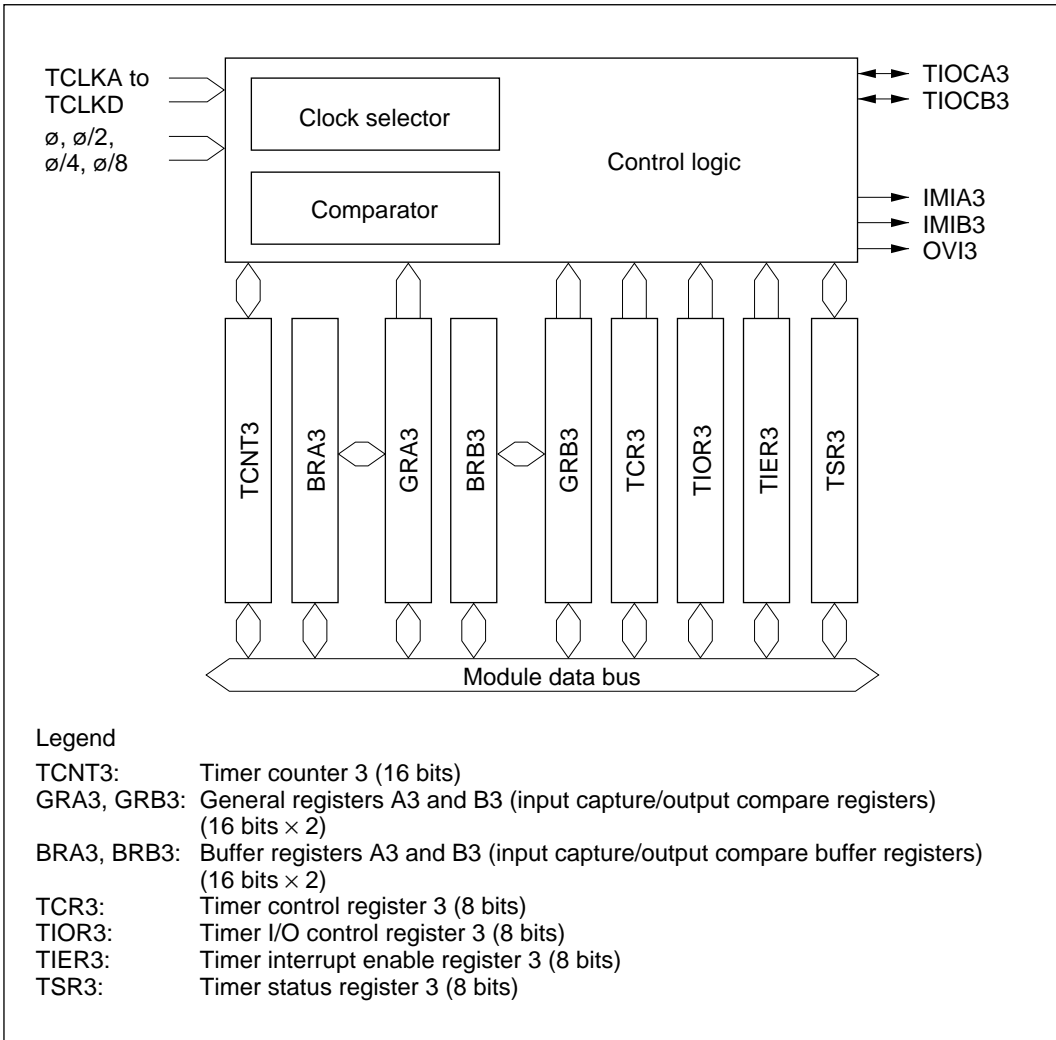 TCLKA to
TCLKD
ø, ø/2,
ø/4, ø/8
Clock selector
Comparator
Control logic
TIOCA3
TIOCB3
IMIA3
IMIB3
OVI3
TCNT3
BRA3
GRA3
BRB3
GRB3
TCR3
TIOR3
TIER3
TSR3
Module data bus
Legend
TCNT3: Timer counter 3 (16 bits)
GRA3, GRB3: General registers A3 and B3 (input capture/output compare registers)
(16 bits × 2)
BRA3, BRB3: Buffer registers A3 and B3 (input capture/output compare buffer registers)
(16 bits × 2)
TCR3: Timer control register 3 (8 bits)
TIOR3: Timer I/O control register 3 (8 bits)
TIER3: Timer interrupt enable register 3 (8 bits)
TSR3: Timer status register 3 (8 bits)